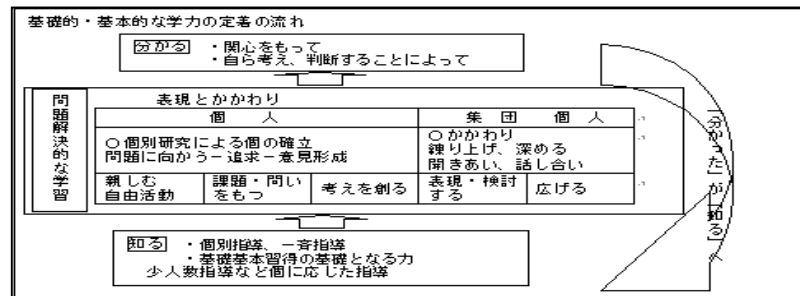 基礎的・基本的な学力の定着の流れ
分かる ・関心をもって
・自ら考え、判断することによって
問題解決的な学習
表現とかかわり
個 人
集 団 個 人
○個別研究による個の確立
問題に向かう－追求－意見形成
○かかわり
練り上げ、深める
聞きあい、話し合い
親しむ
自由活動
課題・問い
をもつ
考えを創る
表現・検討
する
広げる
知る ・個別指導、一斉指導
・基礎基本習得の基礎となる力
少人数指導など個に応じた指導
「分かった」が「知る」へ